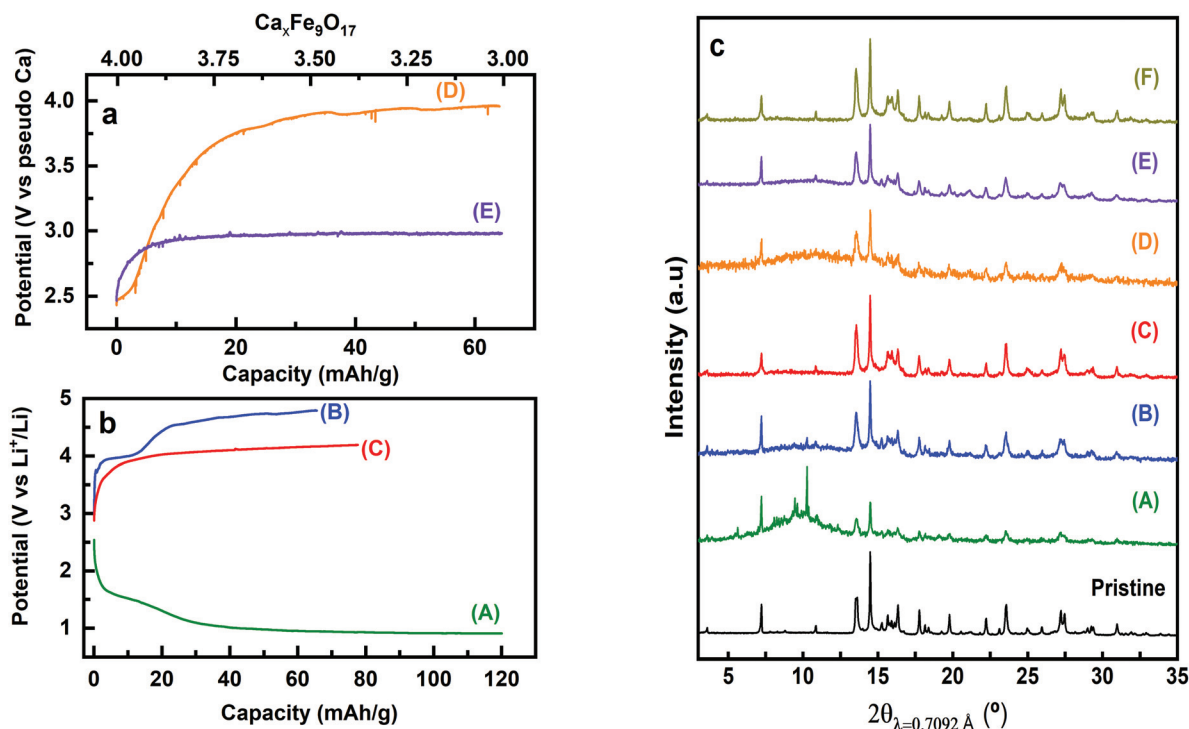 CaₓFe₉O₁₇
4.00 3.75 3.50 3.25 3.00
a
(D)
(E)
Potential (V vs pseudo Ca)
4.0
3.5
3.0
2.5
0 20 40 60
Capacity (mAh/g)
b
(B)
(C)
(A)
Potential (V vs Li⁺/Li)
5
4
3
2
1
0 20 40 60 80 100 120
Capacity (mAh/g)
c
(F)
(E)
(D)
(C)
(B)
(A)
Pristine
Intensity (a.u)
5 10 15 20 25 30 35
2θλ=0.7092 Å (º)